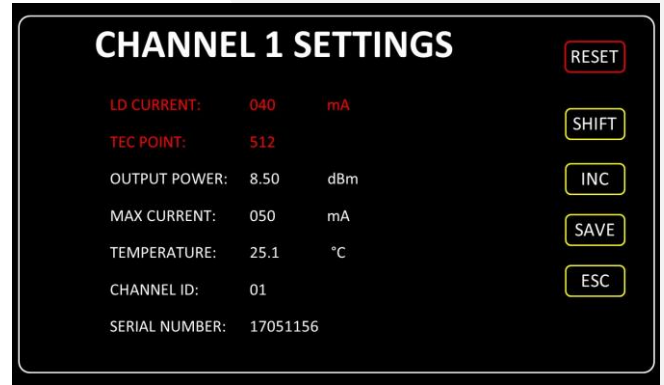 CHANNEL 1 SETTINGS
RESET
LD CURRENT: 040 mA
TEC POINT: 512
OUTPUT POWER: 8.50 dBm
MAX CURRENT: 050 mA
TEMPERATURE: 25.1 °C
CHANNEL ID: 01
SERIAL NUMBER: 17051156
SHIFT
INC
SAVE
ESC